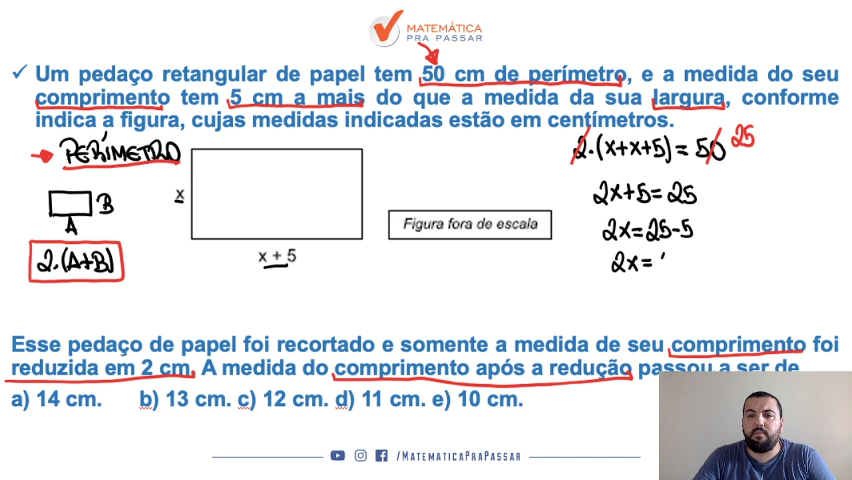 MATEMÁTICA
PRA PASSAR
✓ Um pedaço retangular de papel tem 50 cm de perímetro, e a medida do seu
comprimento tem 5 cm a mais do que a medida da sua largura, conforme
indica a figura, cujas medidas indicadas estão em centímetros.
PERÍMETRO
2·(x+x+5)=50 25
x
B
2x+5=25
A
Figura fora de escala
2x=25-5
2·(A+B)
x + 5
2x=
Esse pedaço de papel foi recortado e somente a medida de seu comprimento foi
reduzida em 2 cm. A medida do comprimento após a redução passou a ser de
a) 14 cm. b) 13 cm. c) 12 cm. d) 11 cm. e) 10 cm.
/MATEMATICAPRAPASSAR